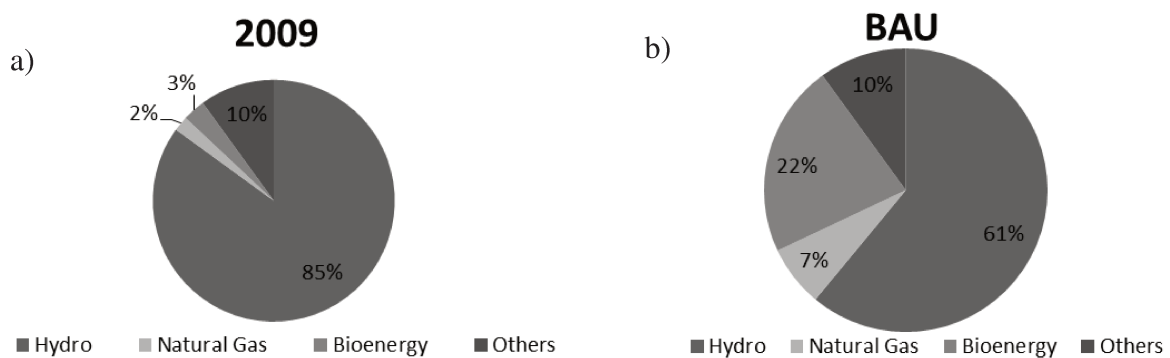 a)
2009
3%
2%
10%
85%
Hydro Natural Gas Bioenergy Others
b)
BAU
10%
22%
61%
7%
Hydro Natural Gas Bioenergy Others